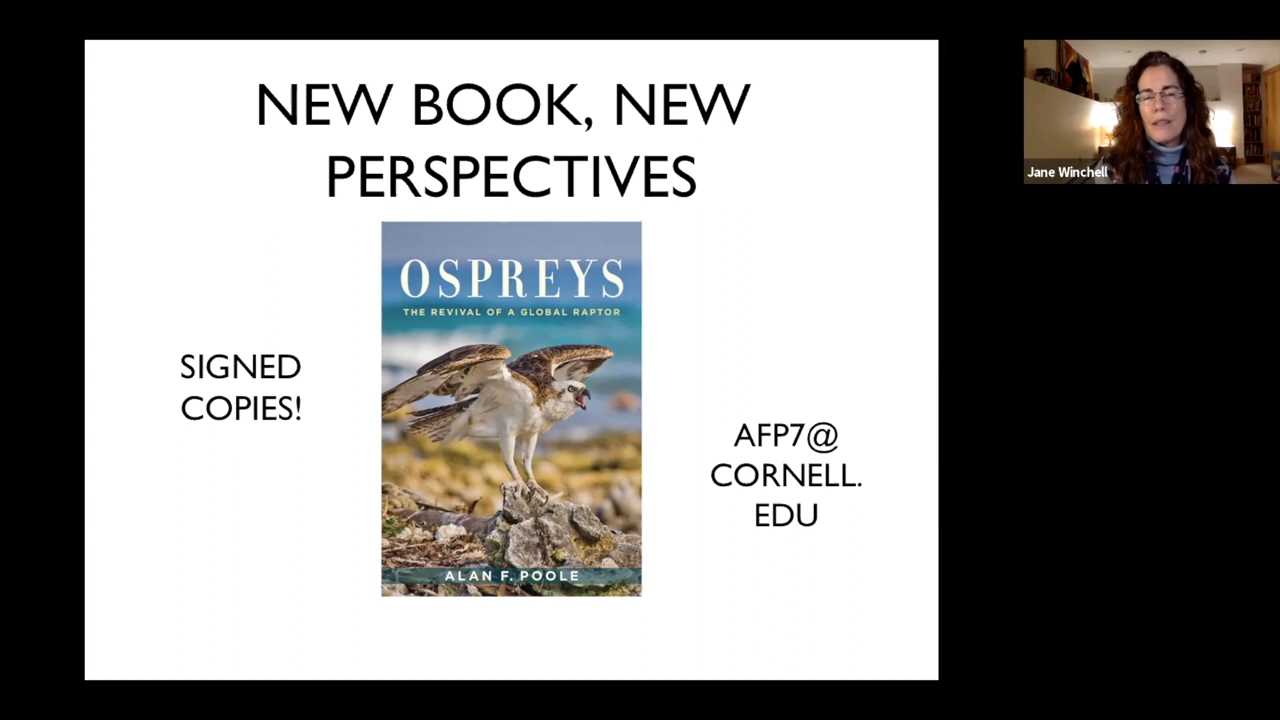 NEW BOOK, NEW
PERSPECTIVES
OSPREYS
THE REVIVAL OF A GLOBAL RAPTOR
SIGNED
COPIES!
AFP7@
CORNELL.
EDU
ALAN F. POOLE
Jane Winchell